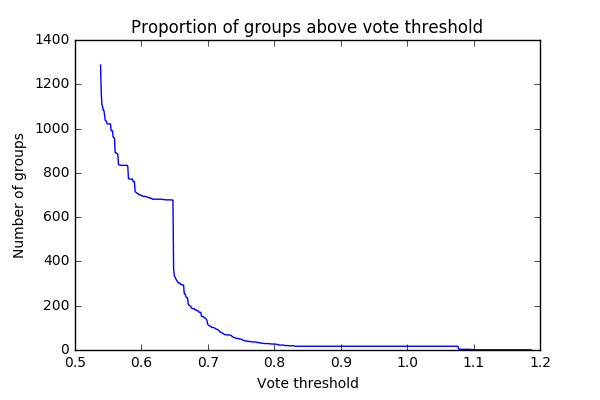 Proportion of groups above vote threshold
1400
1200
1000
800
600
400
200
0
Number of groups
0.5 0.6 0.7 0.8 0.9 1.0 1.1 1.2
Vote threshold